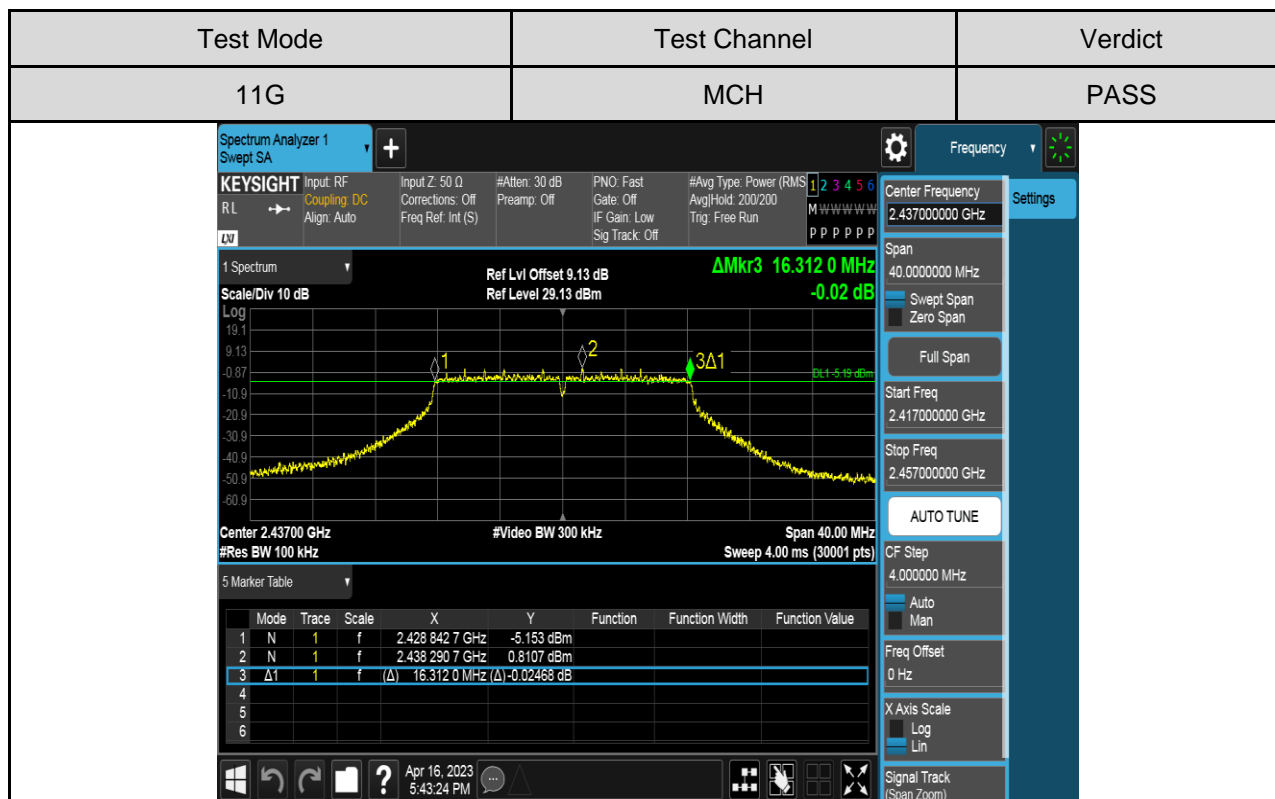 Test Mode Test Channel Verdict
11G MCH PASS
Spectrum Analyzer 1
Swept SA
Frequency
KEYSIGHT Input: RF Input Z: 50 Ω #Atten: 30 dB PNO: Fast #Avg Type: Power (RMS 1 2 3 4 5 6
RL Coupling: DC Corrections: Off Preamp: Off Gate: Off Avg|Hold: 200/200 M W W W W W
Align: Auto Freq Ref: Int (S) IF Gain: Low Trig: Free Run
LXI Sig Track: Off P P P P P P
1 Spectrum Ref Lvl Offset 9.13 dB ΔMkr3 16.312 0 MHz
Scale/Div 10 dB Ref Level 29.13 dBm -0.02 dB
Log
19.1
9.13
-0.87
-10.9
-20.9
-30.9
-40.9
-50.9
-60.9
1
2
3Δ1
DL1 -5.19 dBm
Center 2.43700 GHz #Video BW 300 kHz Span 40.00 MHz
#Res BW 100 kHz Sweep 4.00 ms (30001 pts)
5 Marker Table
Mode Trace Scale X Y Function Function Width Function Value
1 N 1 f 2.428 842 7 GHz -5.153 dBm
2 N 1 f 2.438 290 7 GHz 0.8107 dBm
3 Δ1 1 f (Δ) 16.312 0 MHz (Δ) -0.02468 dB
4
5
6
Center Frequency
2.437000000 GHz
Settings
Span
40.0000000 MHz
Swept Span
Zero Span
Full Span
Start Freq
2.417000000 GHz
Stop Freq
2.457000000 GHz
AUTO TUNE
CF Step
4.000000 MHz
Auto
Man
Freq Offset
0 Hz
X Axis Scale
Log
Lin
Signal Track
(Span Zoom)
? Apr 16, 2023
5:43:24 PM